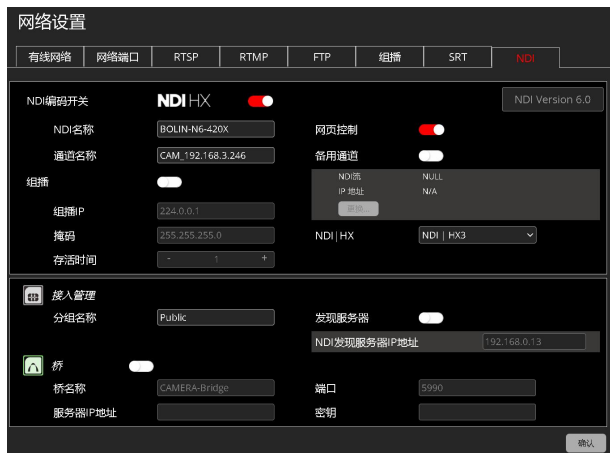 网络设置
有线网络 网络端口 RTSP RTMP FTP 组播 SRT NDI
NDI编码开关 NDI HX NDI Version 6.0
NDI名称 BOLIN-N6-420X 网页控制
通道名称 CAM_192.168.3.246 备用通道
组播 NDI流 NULL
IP 地址 N/A
组播IP 224.0.0.1
掩码 255.255.255.0 NDI|HX NDI | HX3
存活时间 - 1 +
接入管理
分组名称 Public 发现服务器
NDI发现服务器IP地址 192.168.0.13
桥
桥名称 CAMERA-Bridge 端口 5990
服务器IP地址 密钥
确认